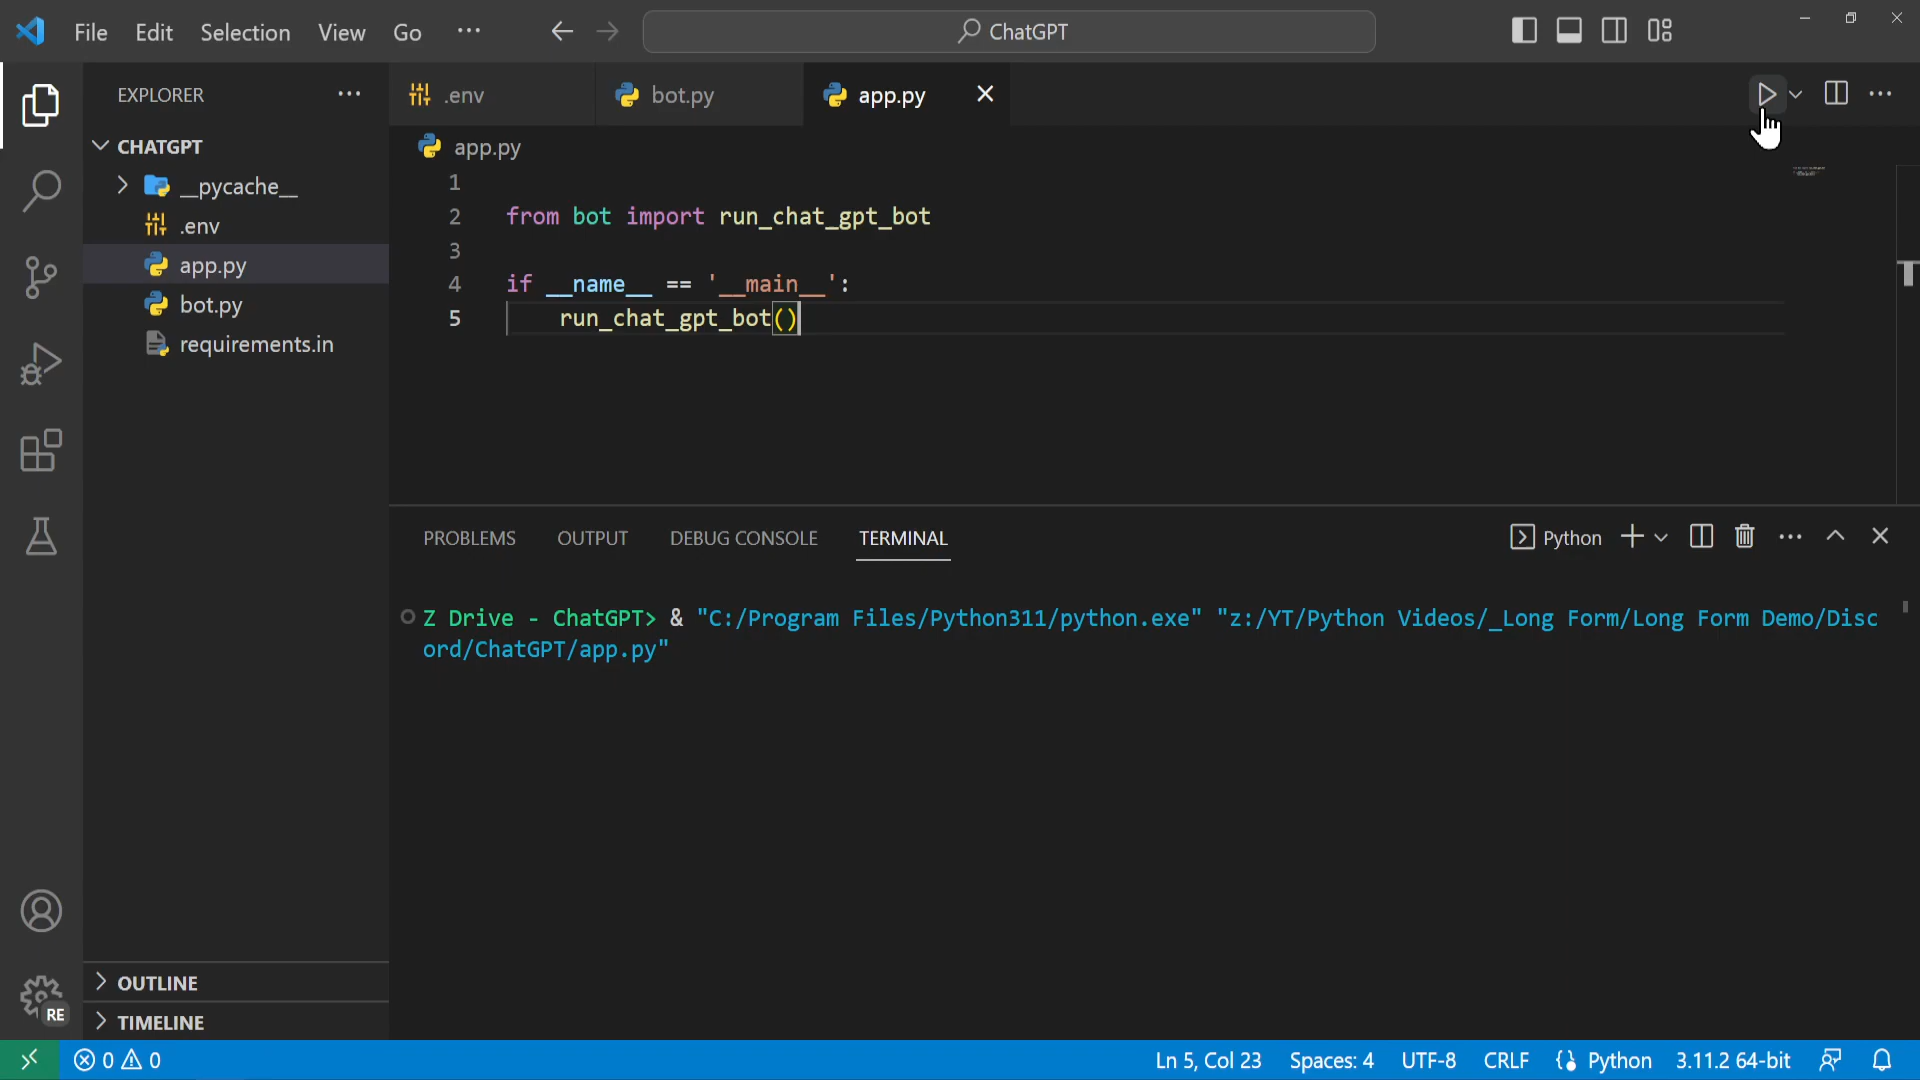 File Edit Selection View Go ··· ChatGPT
EXPLORER ···
.env bot.py app.py
CHATGPT
app.py
__pycache__
.env
app.py
bot.py
requirements.in
1
2 from bot import run_chat_gpt_bot
3
4 if __name__ == '__main__':
5 run_chat_gpt_bot()
PROBLEMS OUTPUT DEBUG CONSOLE TERMINAL Python
Z Drive - ChatGPT> & "C:/Program Files/Python311/python.exe" "z:/YT/Python Videos/_Long Form/Long Form Demo/Disc
ord/ChatGPT/app.py"
RE
OUTLINE
TIMELINE
0 0 Ln 5, Col 23 Spaces: 4 UTF-8 CRLF Python 3.11.2 64-bit